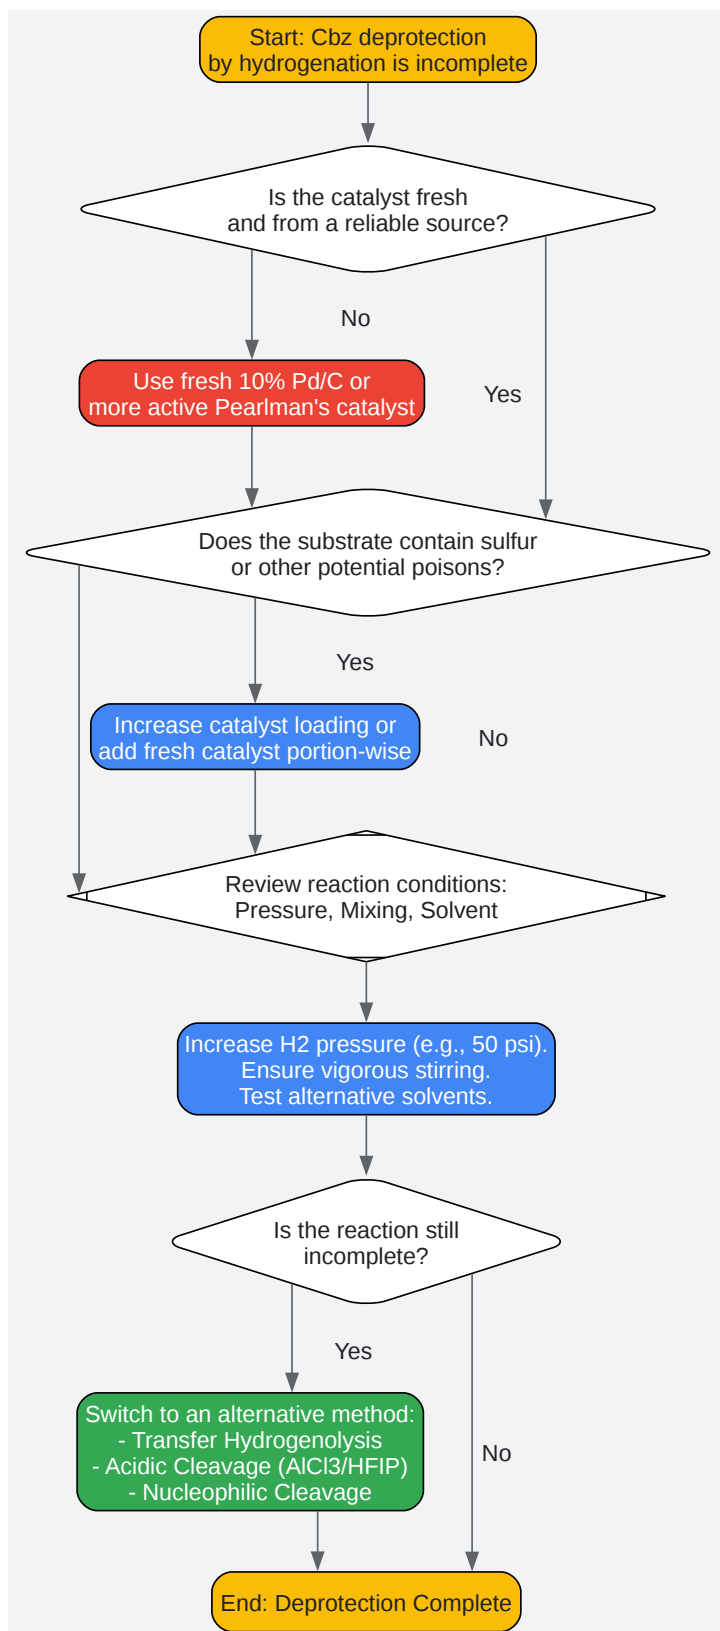 Start: Cbz deprotection
by hydrogenation is incomplete
Is the catalyst fresh
and from a reliable source?
No
Use fresh 10% Pd/C or
more active Pearlman's catalyst
Yes
Does the substrate contain sulfur
or other potential poisons?
Yes
Increase catalyst loading or
add fresh catalyst portion-wise
No
Review reaction conditions:
Pressure, Mixing, Solvent
Increase H2 pressure (e.g., 50 psi).
Ensure vigorous stirring.
Test alternative solvents.
Is the reaction still
incomplete?
Yes
Switch to an alternative method:
- Transfer Hydrogenolysis
- Acidic Cleavage (AlCl3/HFIP)
- Nucleophilic Cleavage
No
End: Deprotection Complete